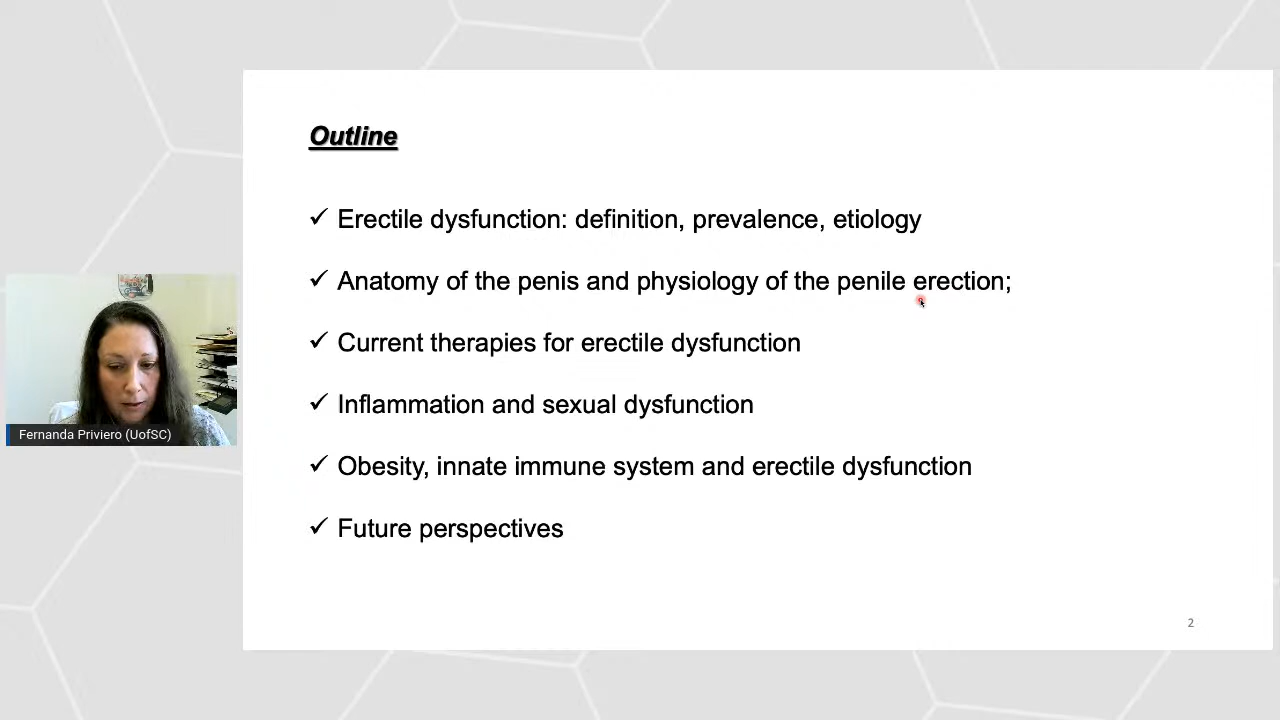 Outline
✓ Erectile dysfunction: definition, prevalence, etiology
✓ Anatomy of the penis and physiology of the penile erection;
✓ Current therapies for erectile dysfunction
✓ Inflammation and sexual dysfunction
✓ Obesity, innate immune system and erectile dysfunction
✓ Future perspectives
Fernanda Priviero (UofSC)
2